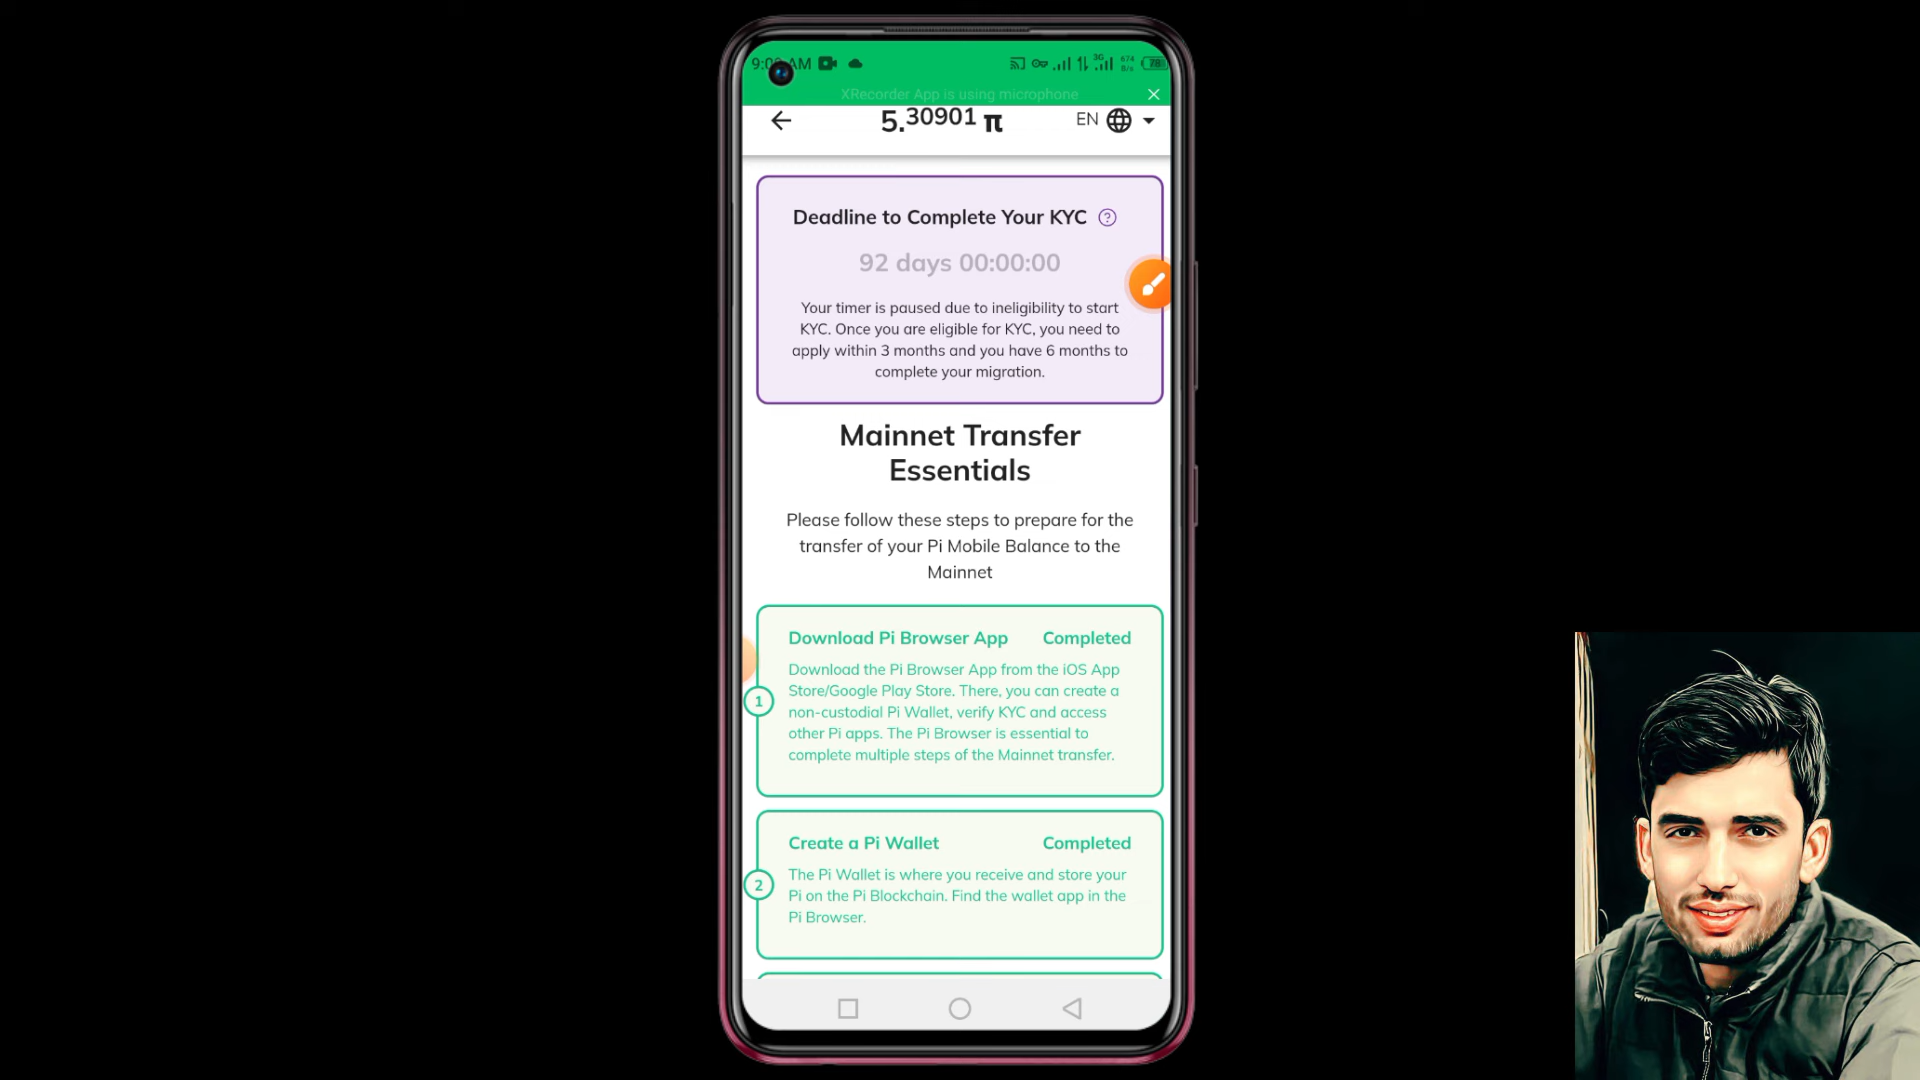 XRecorder App is using microphone
5.30901 π
EN
Deadline to Complete Your KYC ?
92 days 00:00:00
Your timer is paused due to ineligibility to start
KYC. Once you are eligible for KYC, you need to
apply within 3 months and you have 6 months to
complete your migration.
Mainnet Transfer
Essentials
Please follow these steps to prepare for the
transfer of your Pi Mobile Balance to the
Mainnet
Download Pi Browser App Completed
Download the Pi Browser App from the iOS App
Store/Google Play Store. There, you can create a
1
non-custodial Pi Wallet, verify KYC and access
other Pi apps. The Pi Browser is essential to
complete multiple steps of the Mainnet transfer.
Create a Pi Wallet Completed
2
The Pi Wallet is where you receive and store your
Pi on the Pi Blockchain. Find the wallet app in the
Pi Browser.